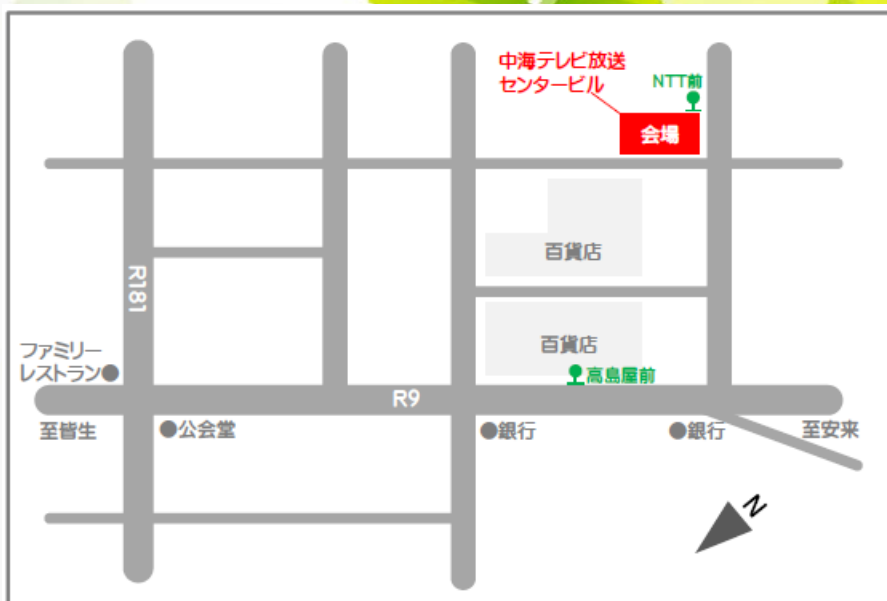 中海テレビ放送
センタービル
NTT前
会場
百貨店
R181
百貨店
ファミリー
レストラン●
高島屋前
R9
至皆生
●公会堂
●銀行
●銀行
至安来
N